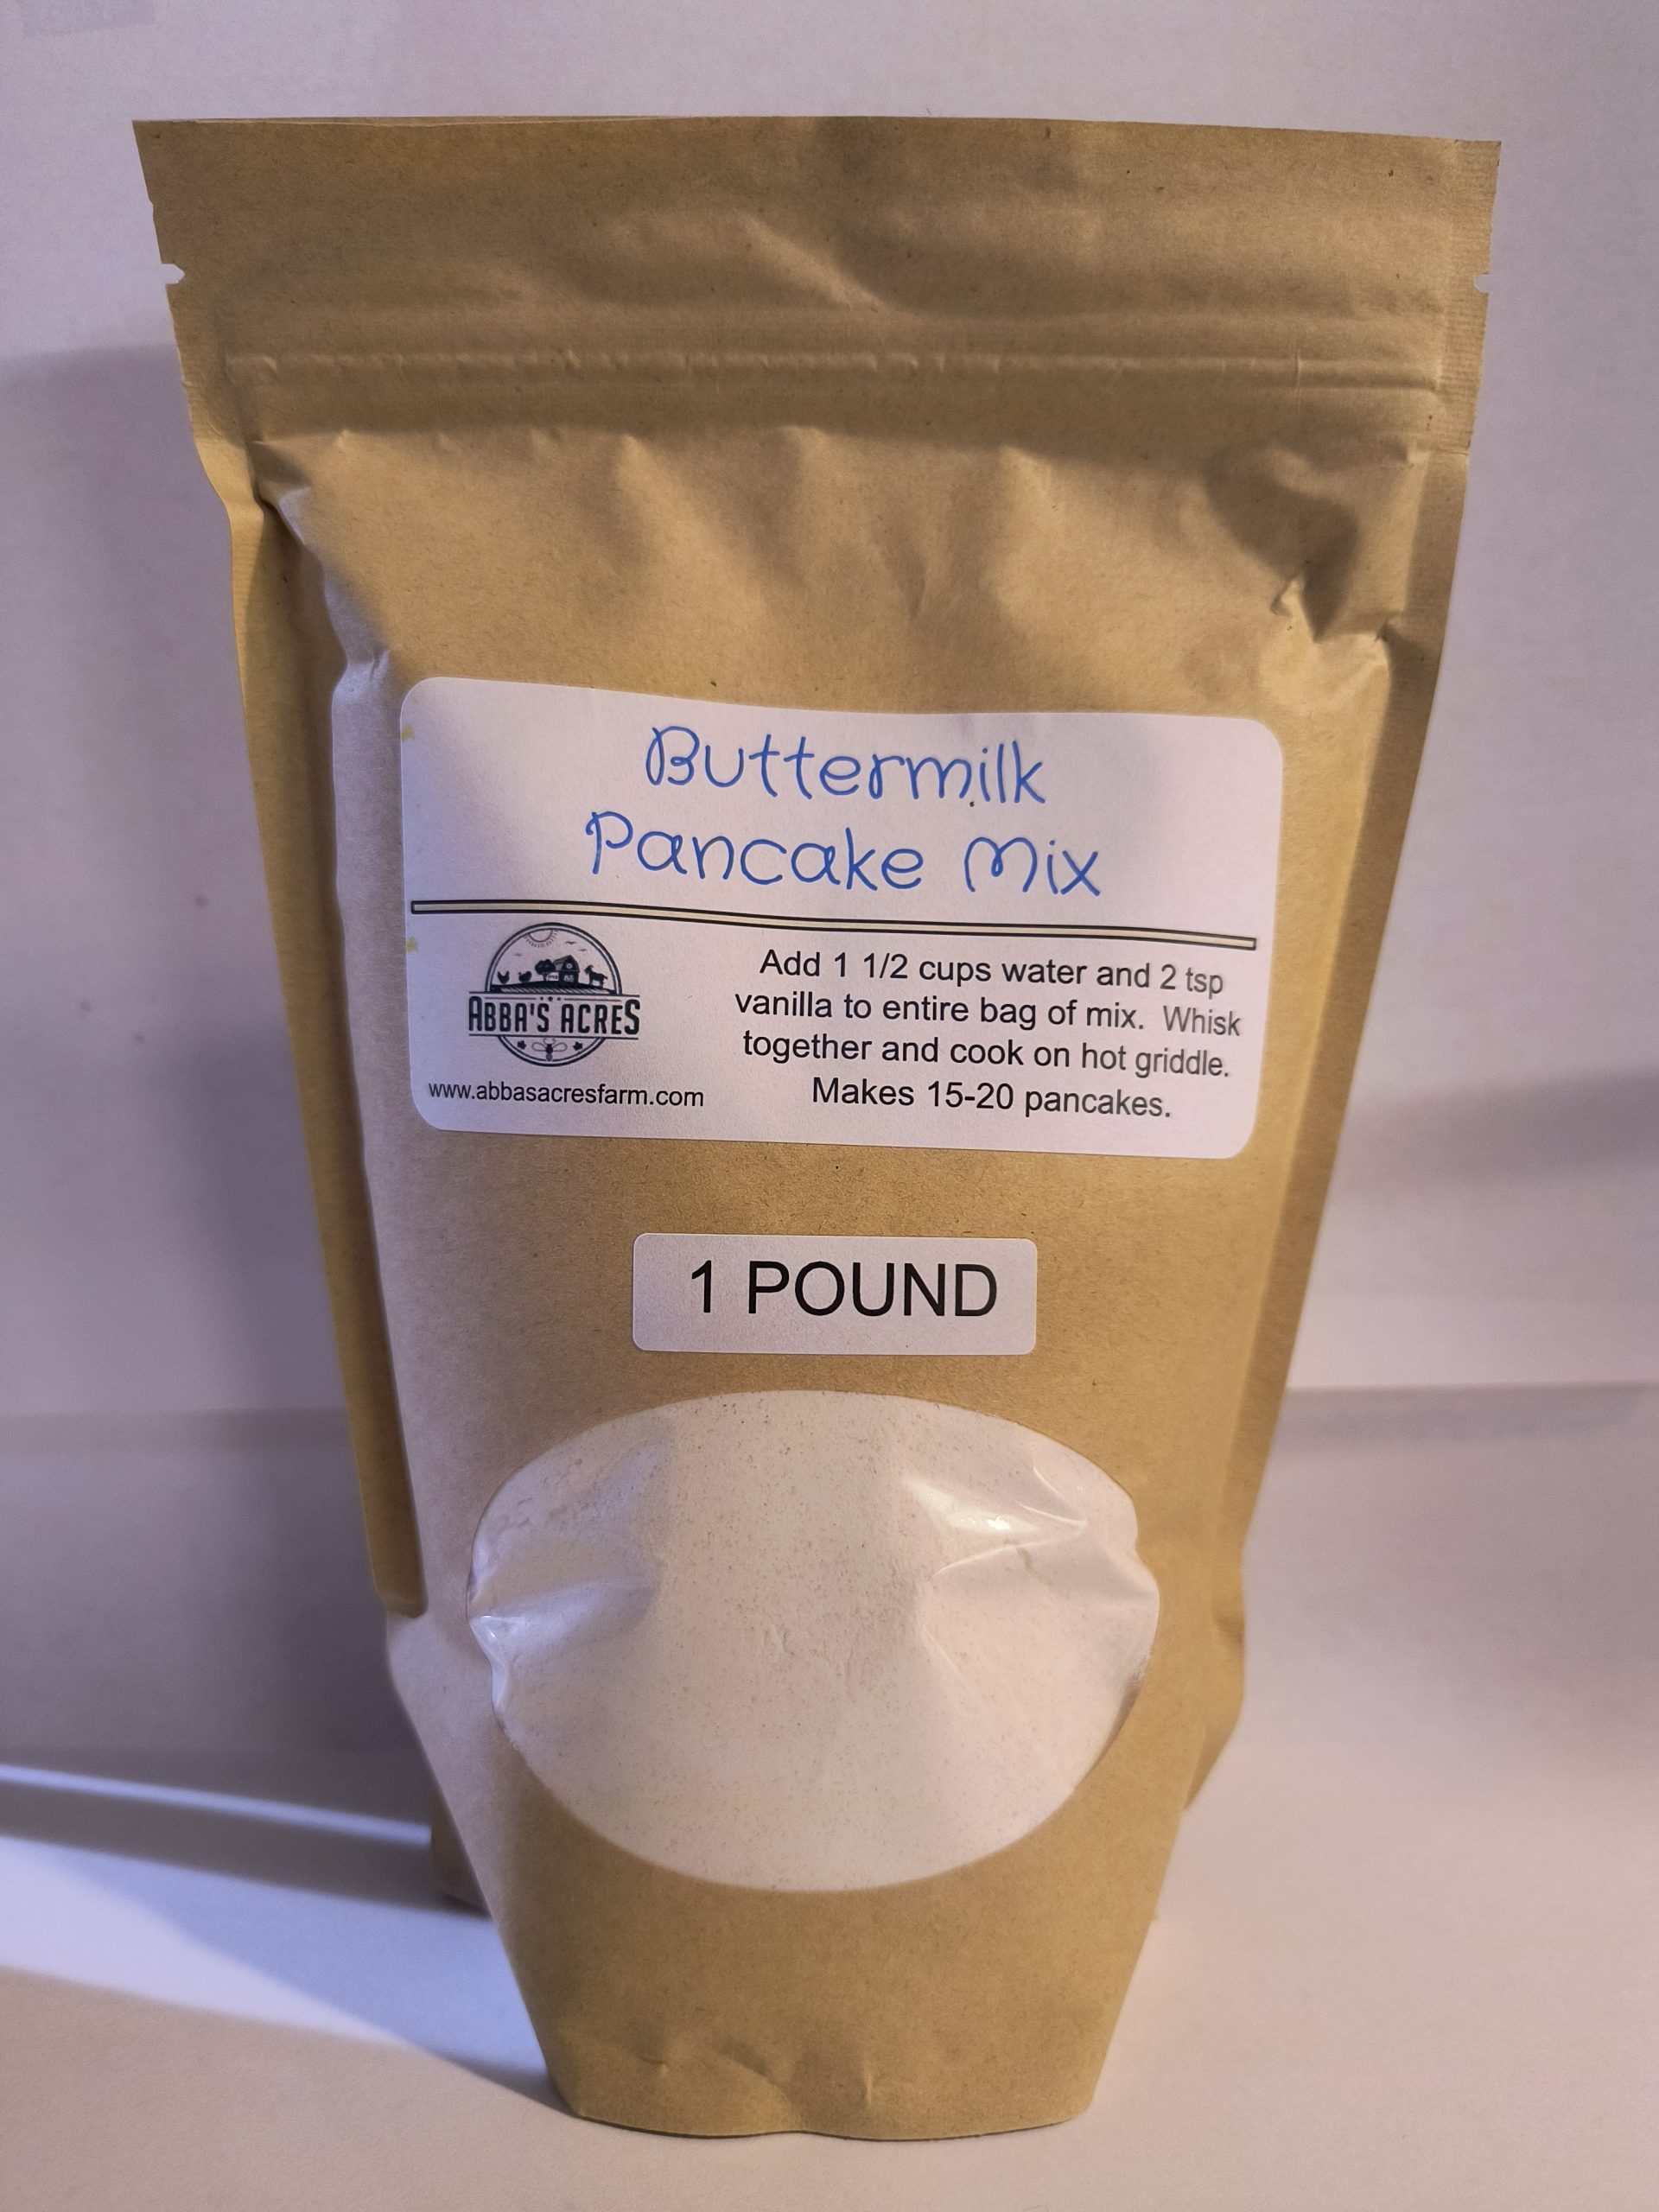 Buttermilk
Pancake Mix
ABBA'S ACRES
www.abbasacresfarm.com
Add 1 1/2 cups water and 2 tsp
vanilla to entire bag of mix. Whisk
together and cook on hot griddle.
Makes 15-20 pancakes.
1 POUND